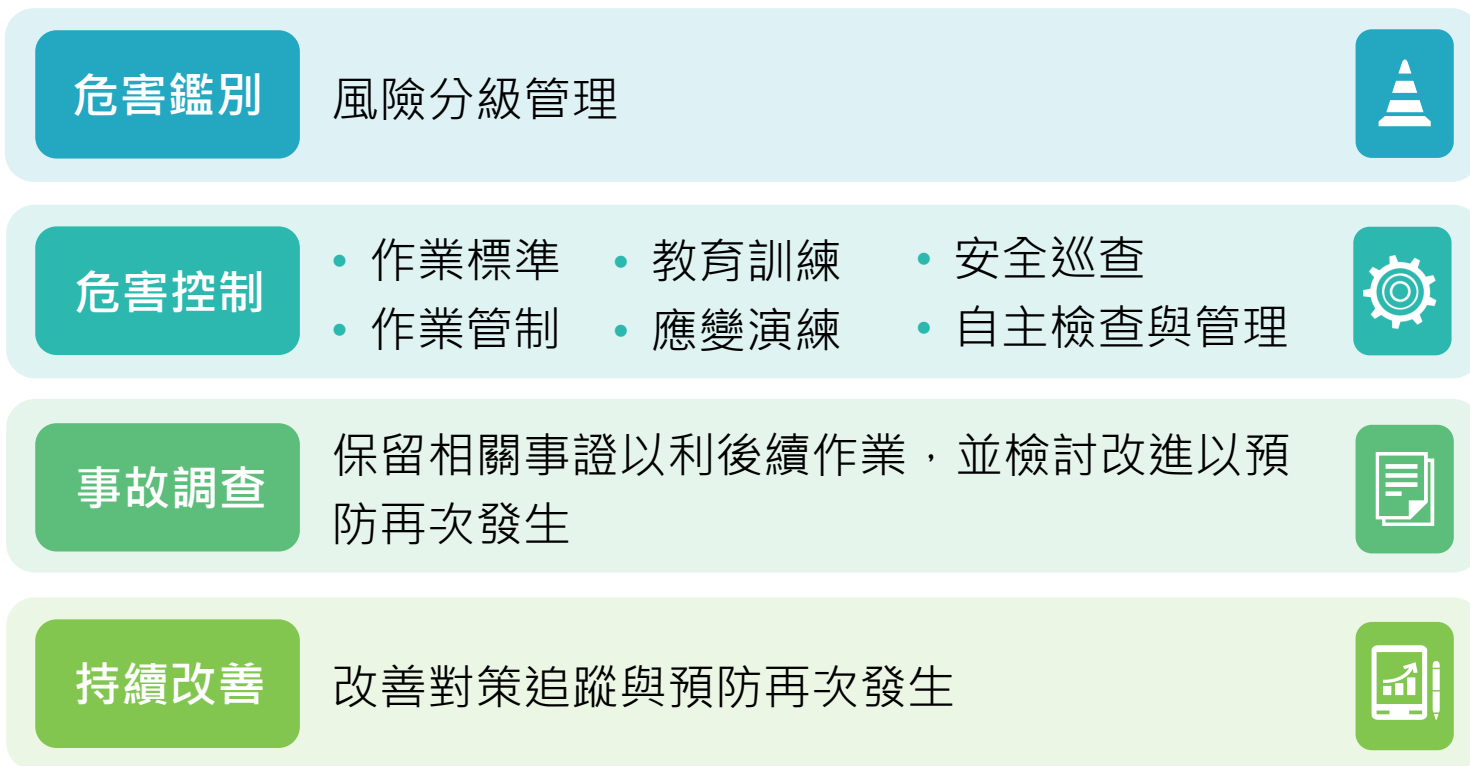 危害鑑別
風險分級管理
危害控制
• 作業標準 • 教育訓練 • 安全巡查
• 作業管制 • 應變演練 • 自主檢查與管理
事故調查
保留相關事證以利後續作業，並檢討改進以預
防再次發生
持續改善
改善對策追蹤與預防再次發生